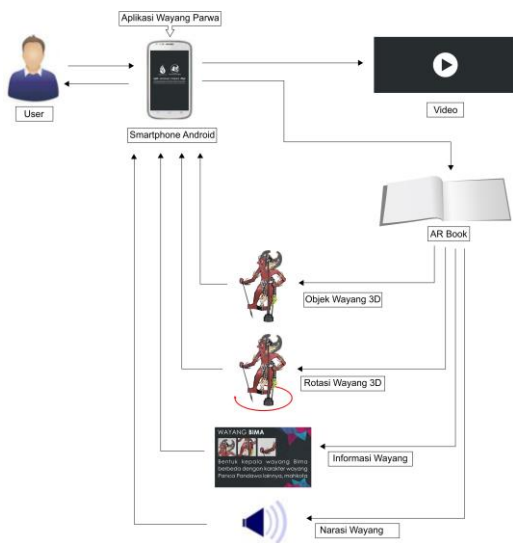 Aplikasi Wayang Parwa
User
Smartphone Android
Video
AR Book
Objek Wayang 3D
Rotasi Wayang 3D
WAYANG BIMA
Bentuk kepala wayang Bima
berbeda dengan karakter wayang
Panca Pandawa lainnya, mahkota
Informasi Wayang
Narasi Wayang